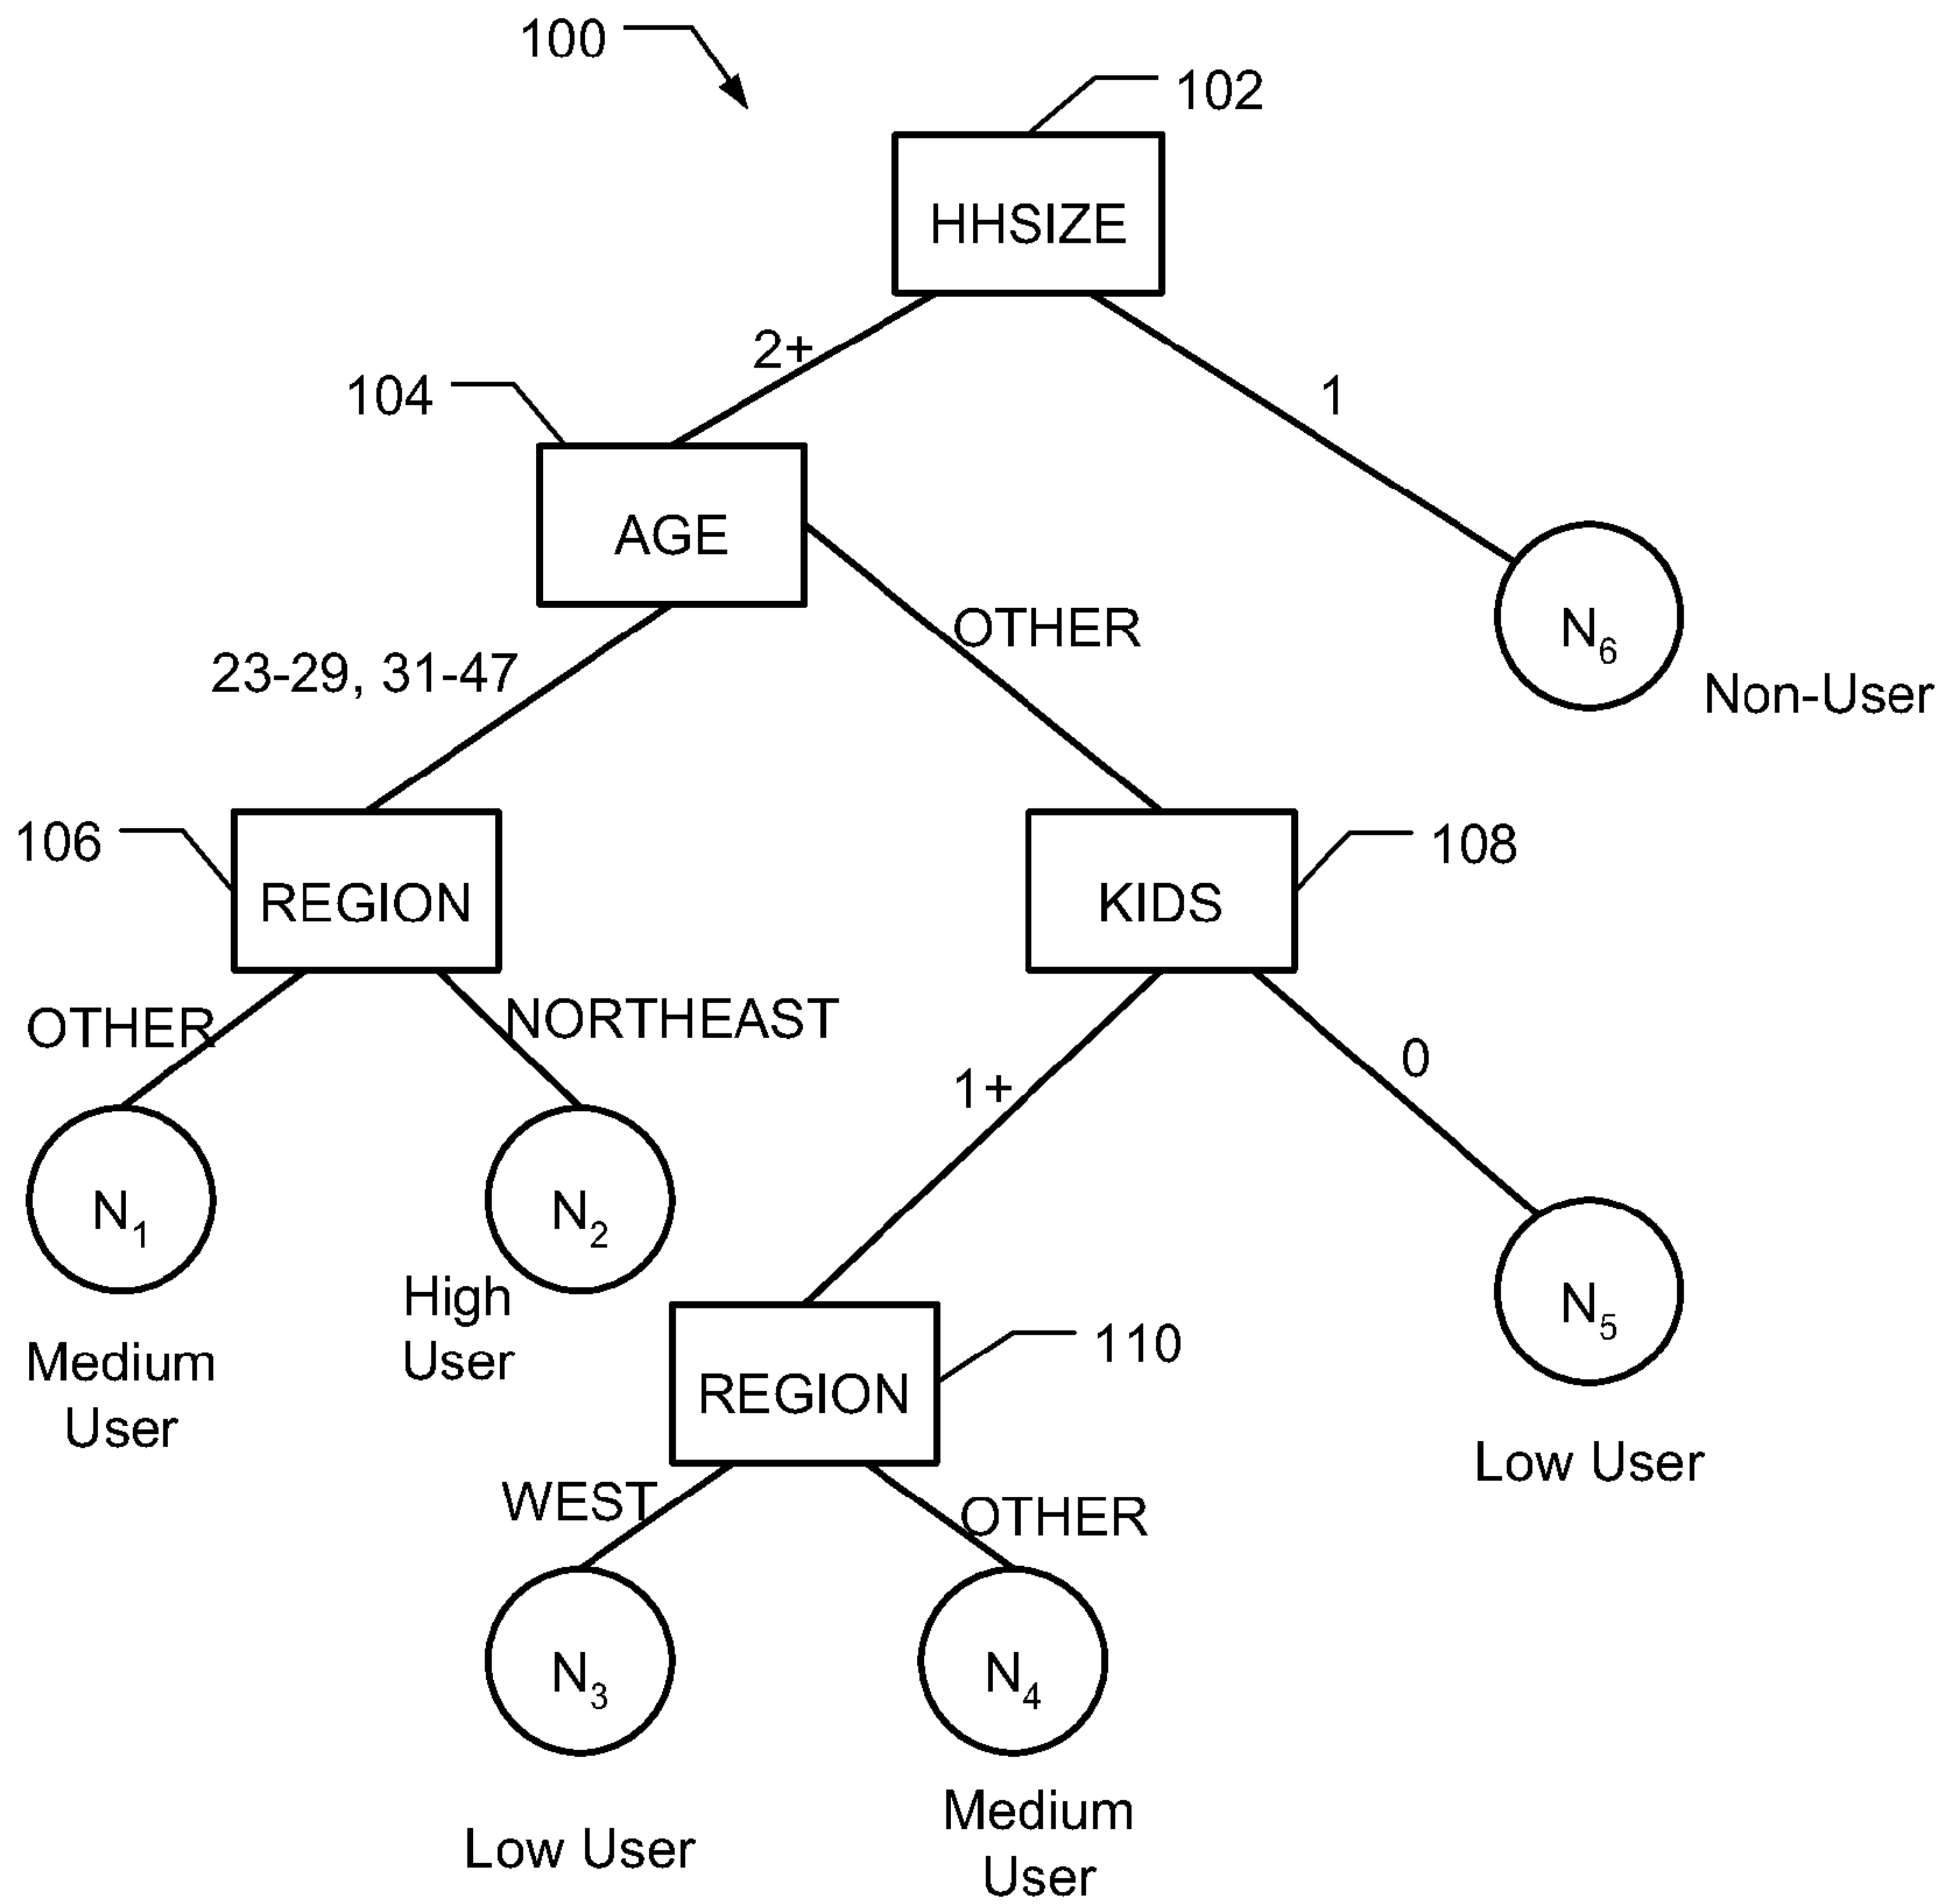 100
102
HHSIZE
2+
1
104
AGE
OTHER
N6
Non-User
23-29, 31-47
106
REGION
KIDS
108
OTHER
NORTHEAST
1+
0
N1
N2
High
User
Medium
User
REGION
110
N5
Low User
WEST
OTHER
N3
N4
Low User
Medium
User